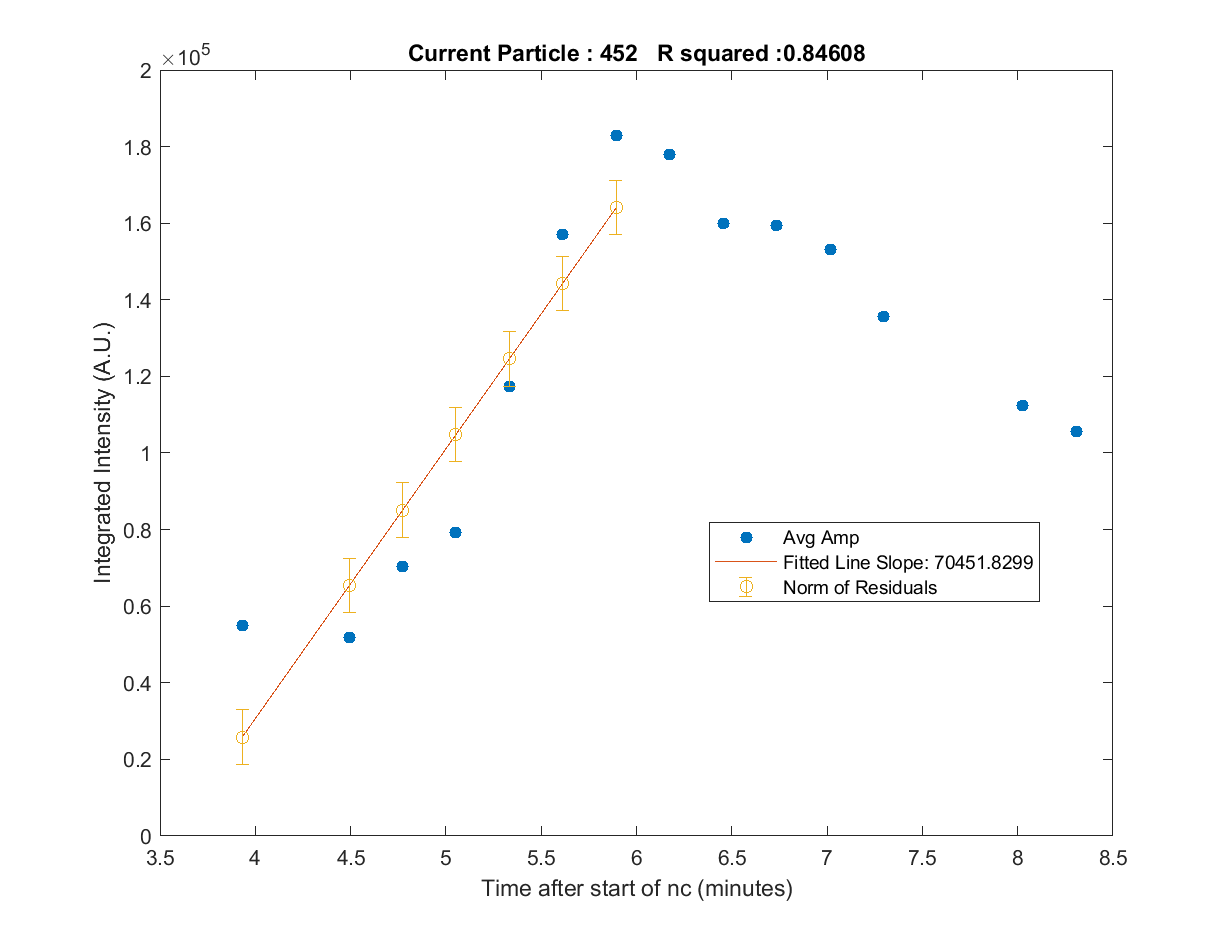 Current Particle : 452   R squared :0.84608
×10^5
2
1.8
1.6
1.4
1.2
1
0.8
0.6
0.4
0.2
0
Integrated Intensity (A.U.)
Avg Amp
Fitted Line Slope: 70451.8299
Norm of Residuals
3.5 4 4.5 5 5.5 6 6.5 7 7.5 8 8.5
Time after start of nc (minutes)